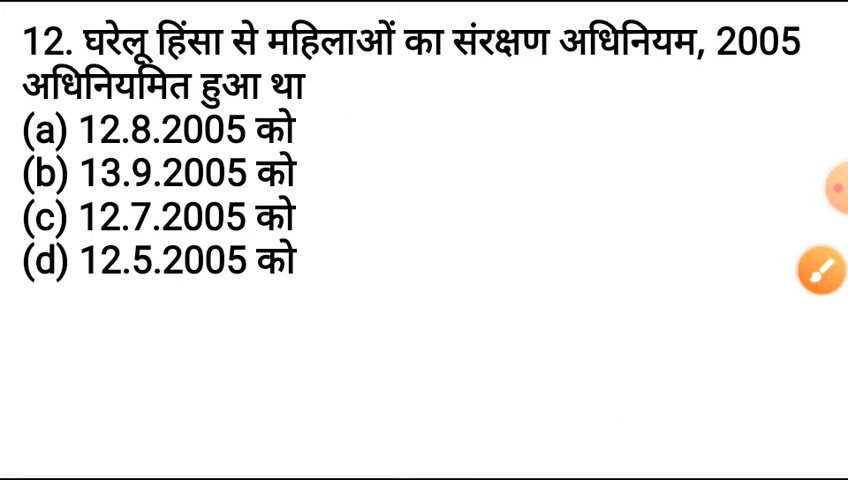 12. घरेलू हिंसा से महिलाओं का संरक्षण अधिनियम, 2005
अधिनियमित हुआ था
(a) 12.8.2005 को
(b) 13.9.2005 को
(c) 12.7.2005 को
(d) 12.5.2005 को